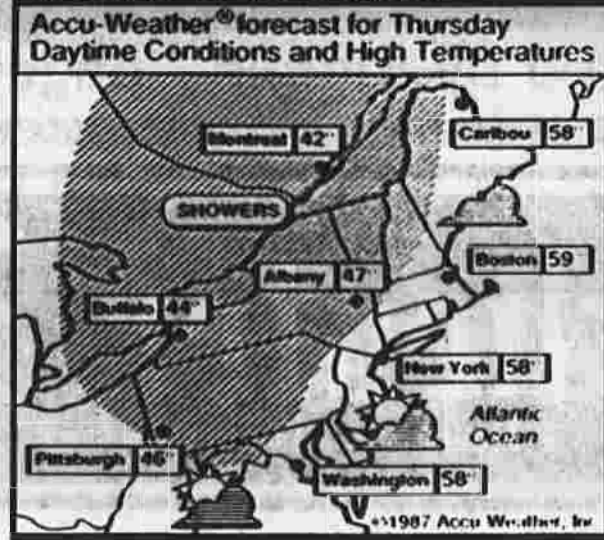 Accu-Weather® forecast for Thursday
Daytime Conditions and High Temperatures
Montreal 42°
Caribou 58°
SHOWERS
Boston 59
Albany 47°
Buffalo 44°
New York 58°
Atlantic
Ocean
Pittsburgh 46°
Washington 58°
©1987 Accu Weather, Inc